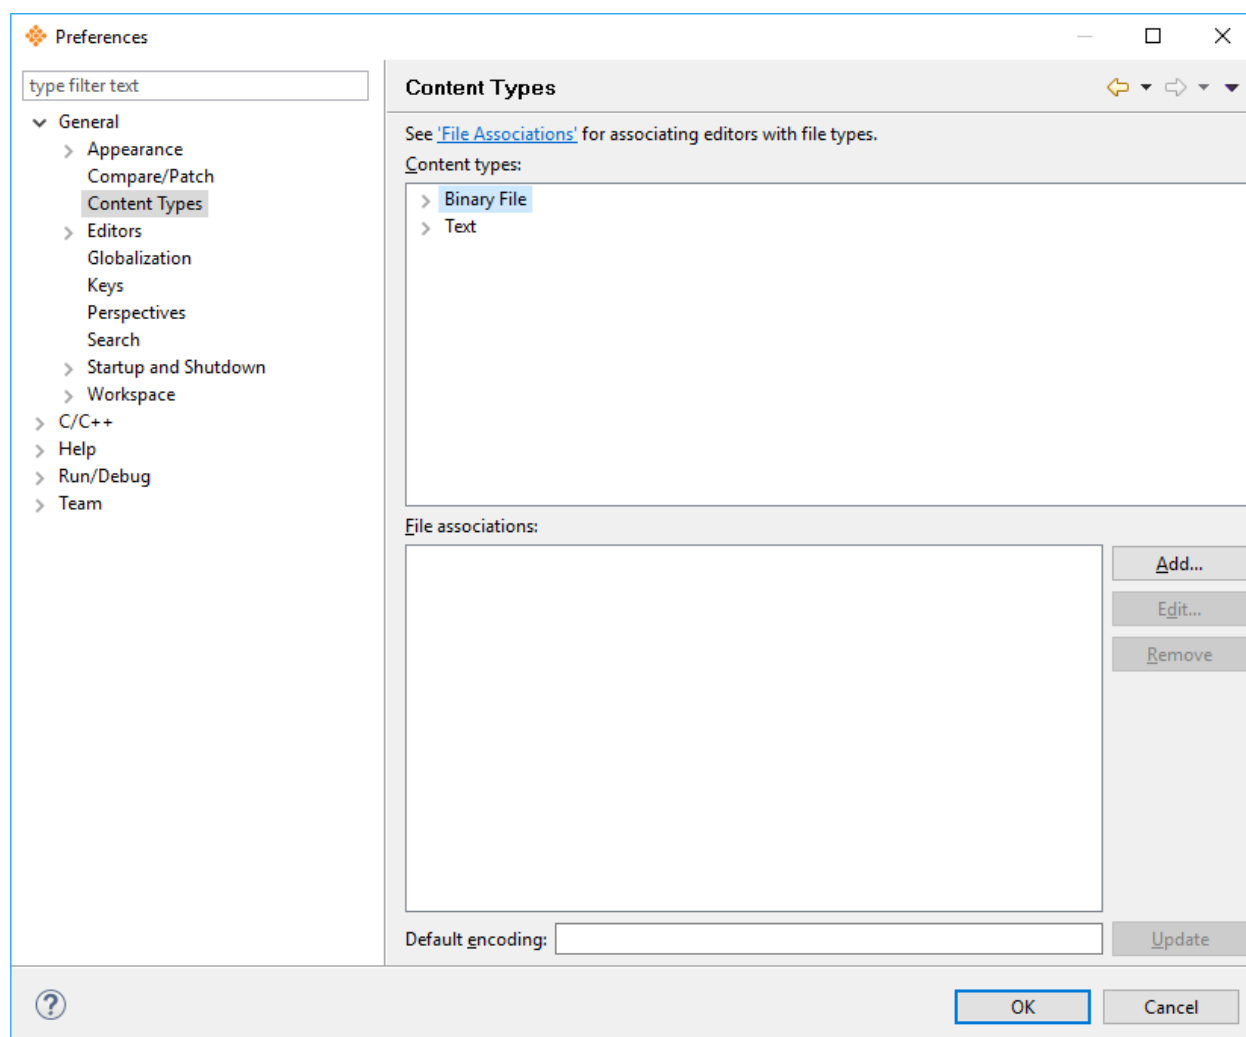 Preferences
type filter text
General
Appearance
Compare/Patch
Content Types
Editors
Globalization
Keys
Perspectives
Search
Startup and Shutdown
Workspace
C/C++
Help
Run/Debug
Team
Content Types
See 'File Associations' for associating editors with file types.
Content types:
Binary File
Text
File associations:
Add...
Edit...
Remove
Default encoding:
Update
?
OK
Cancel